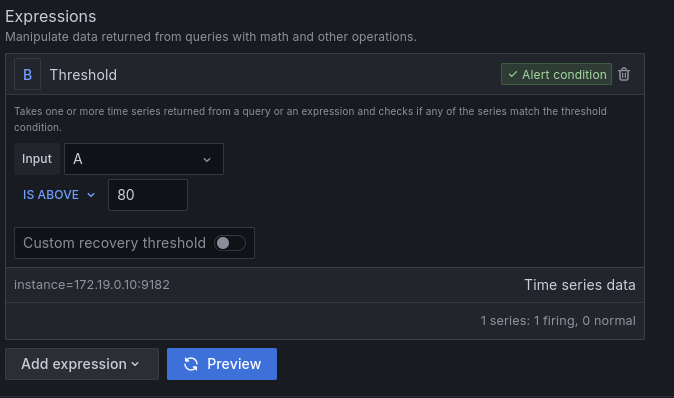 Expressions
Manipulate data returned from queries with math and other operations.
B Threshold Alert condition
Takes one or more time series returned from a query or an expression and checks if any of the series match the threshold
condition.
Input A
IS ABOVE 80
Custom recovery threshold
instance=172.19.0.10:9182 Time series data
1 series: 1 firing, 0 normal
Add expression Preview